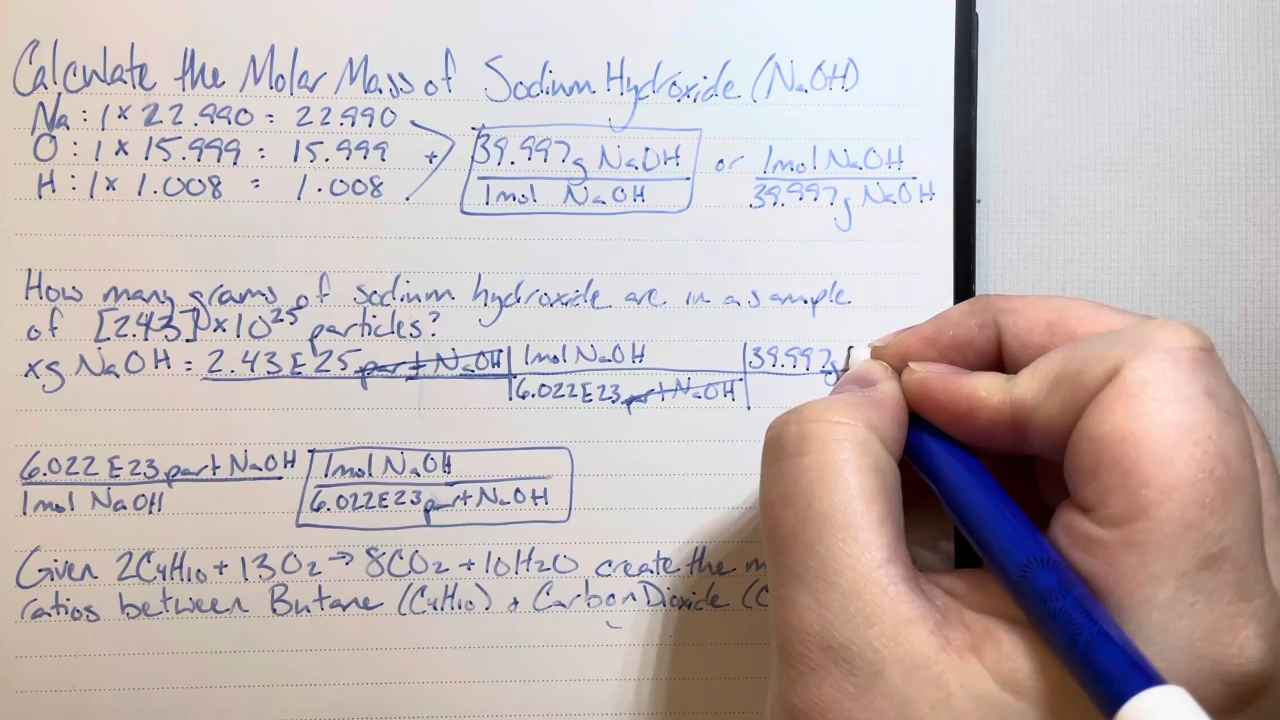 Calculate the Molar Mass of Sodium Hydroxide (NaOH)
Na : 1 × 22.990 = 22.990
O : 1 × 15.999 = 15.999 + 39.997g NaOH / 1mol NaOH or 1mol NaOH / 39.997g NaOH
H : 1 × 1.008 = 1.008
How many grams of sodium hydroxide are in a sample
of [2.43] × 10²⁵ particles?
xg NaOH = 2.43E25 part NaOH | 1mol NaOH | 39.997g
6.022E23 part NaOH
6.022E23 part NaOH 1mol NaOH
1mol NaOH 6.022E23 part NaOH
Given 2C4H10 + 13O2 → 8CO2 + 10H2O create the
ratios between Butane (C4H10) & Carbon Dioxide (C